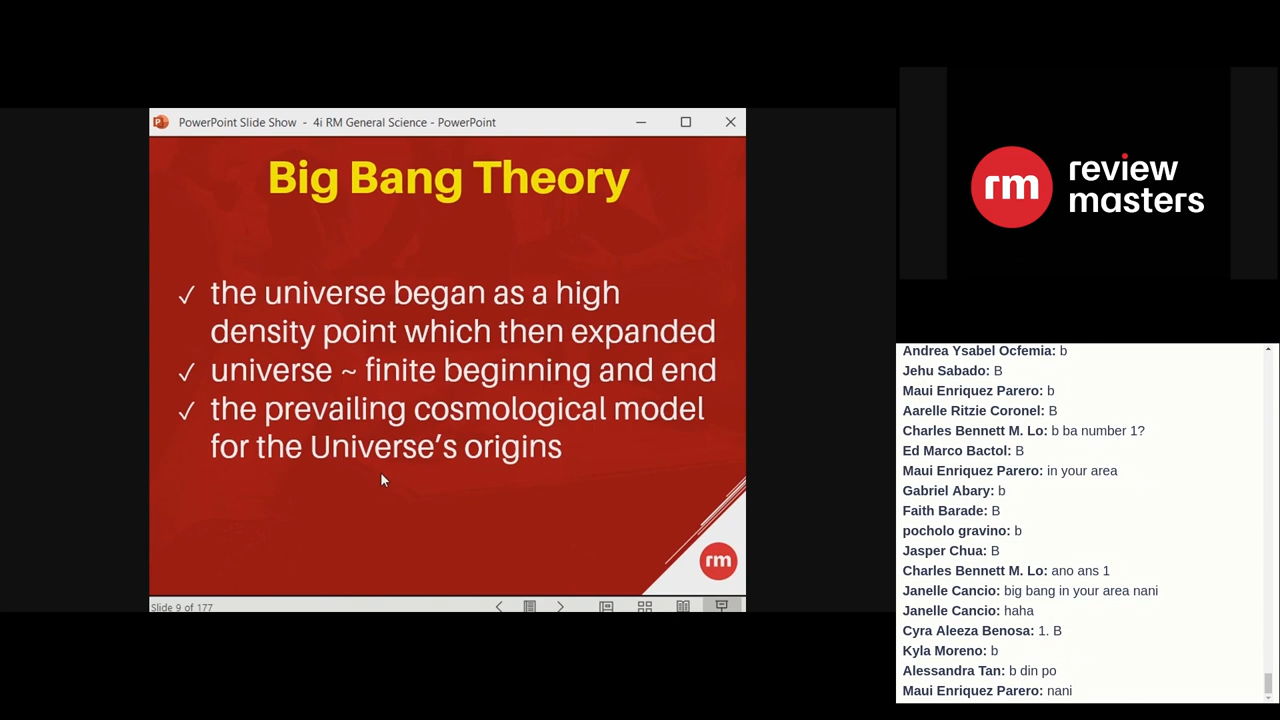 PowerPoint Slide Show - 4i RM General Science - PowerPoint
Big Bang Theory
✓ the universe began as a high
density point which then expanded
✓ universe ~ finite beginning and end
✓ the prevailing cosmological model
for the Universe's origins
rm
Slide 9 of 177
rm review
masters
Andrea Ysabel Ocfemia: b
Jehu Sabado: B
Maui Enriquez Parero: b
Aarelle Ritzie Coronel: B
Charles Bennett M. Lo: b ba number 1?
Ed Marco Bactol: B
Maui Enriquez Parero: in your area
Gabriel Abary: b
Faith Barade: B
pocholo gravino: b
Jasper Chua: B
Charles Bennett M. Lo: ano ans 1
Janelle Cancio: big bang in your area nani
Janelle Cancio: haha
Cyra Aleeza Benosa: 1. B
Kyla Moreno: b
Alessandra Tan: b din po
Maui Enriquez Parero: nani